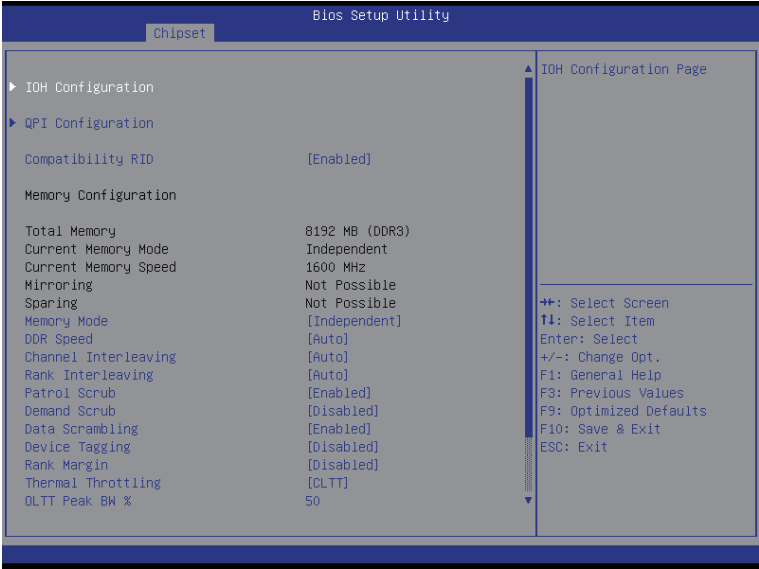 Bios Setup Utility
Chipset
IOH Configuration
QPI Configuration
Compatibility RID [Enabled]
Memory Configuration
Total Memory 8192 MB (DDR3)
Current Memory Mode Independent
Current Memory Speed 1600 MHz
Mirroring Not Possible
Sparing Not Possible
Memory Mode [Independent]
DDR Speed [Auto]
Channel Interleaving [Auto]
Rank Interleaving [Auto]
Patrol Scrub [Enabled]
Demand Scrub [Disabled]
Data Scrambling [Enabled]
Device Tagging [Disabled]
Rank Margin [Disabled]
Thermal Throttling [CLTT]
OLTT Peak BW % 50
IOH Configuration Page
→←: Select Screen
↑↓: Select Item
Enter: Select
+/-: Change Opt.
F1: General Help
F3: Previous Values
F9: Optimized Defaults
F10: Save & Exit
ESC: Exit